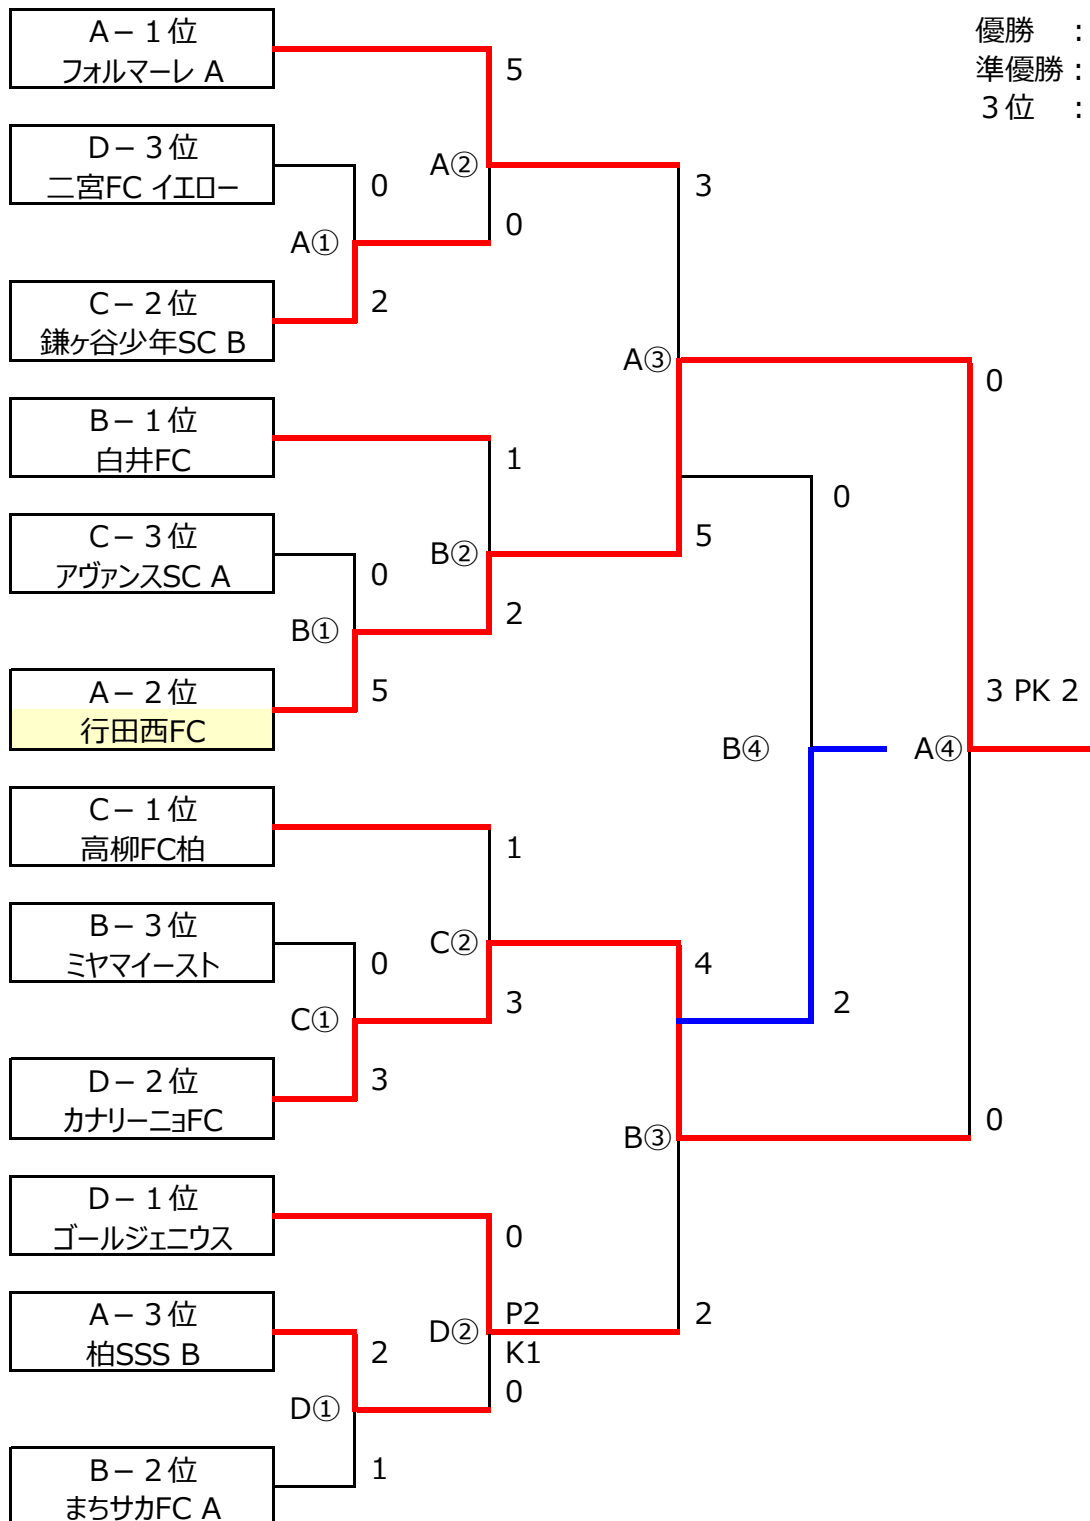 A－１位
フォルマーレ A
優勝　：
準優勝：
３位　：
5
D－３位
二宮FC イエロー
A②
0
3
0
A①
C－２位
鎌ヶ谷少年SC B
2
A③
0
B－１位
白井FC
1
0
C－３位
アヴァンスSC A
B②
5
0
2
B①
A－２位
行田西FC
5
3 PK 2
B④
A④
C－１位
高柳FC柏
1
B－３位
ミヤマイースト
C②
0
4
3
2
C①
D－２位
カナリーニョFC
3
0
B③
D－１位
ゴールジェニウス
0
A－３位
柏SSS B
P2
D②
2
2
K1
0
D①
B－２位
まちサカFC A
1